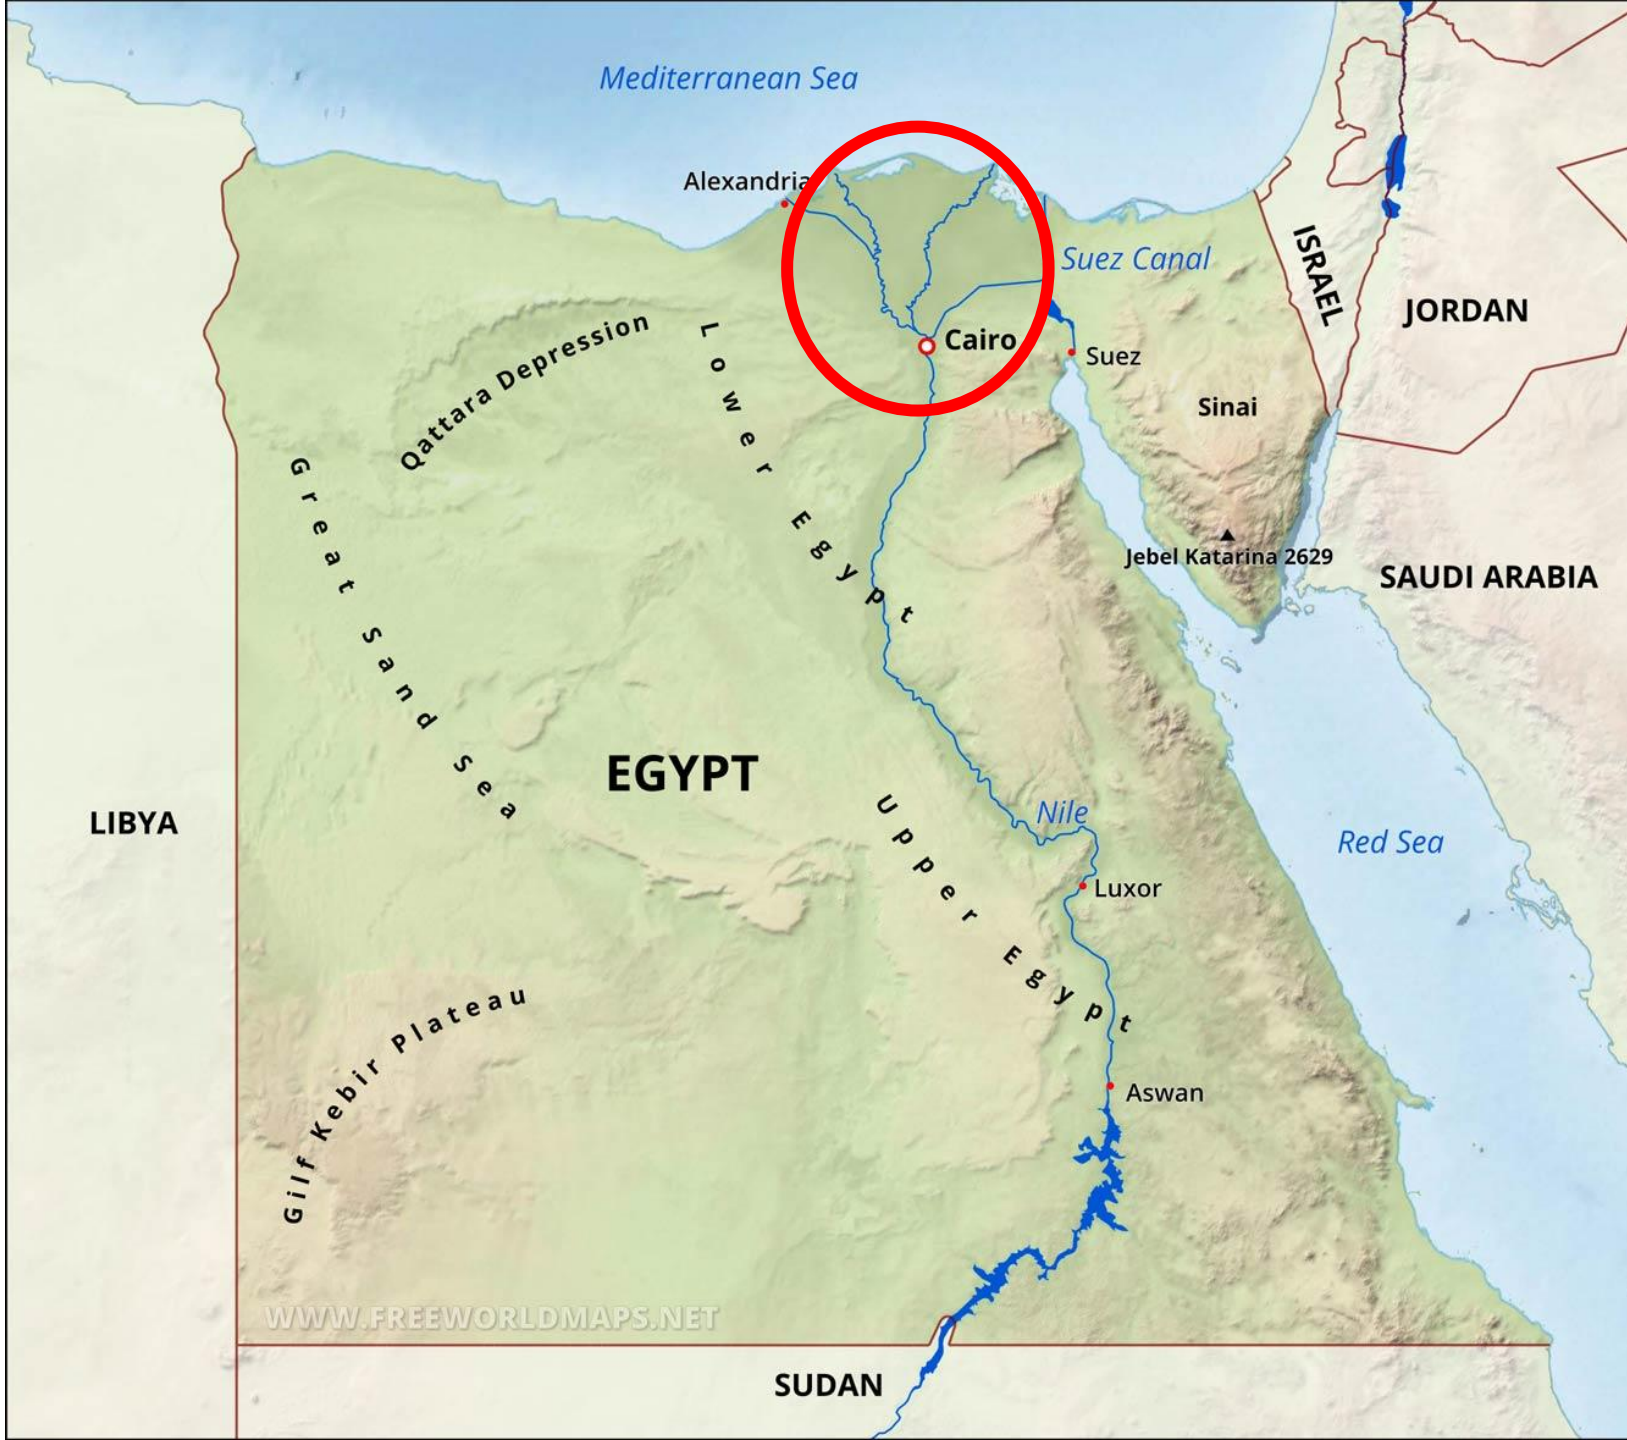 Mediterranean Sea
Alexandria
Suez Canal
ISRAEL
JORDAN
Cairo
Suez
Qattara Depression
Lower Egypt
Sinai
Great Sand Sea
Jebel Katarina 2629
SAUDI ARABIA
EGYPT
LIBYA
Upper Egypt
Nile
Red Sea
Luxor
Gilf Kebir Plateau
Aswan
WWW.FREEWORLDMAPS.NET
SUDAN